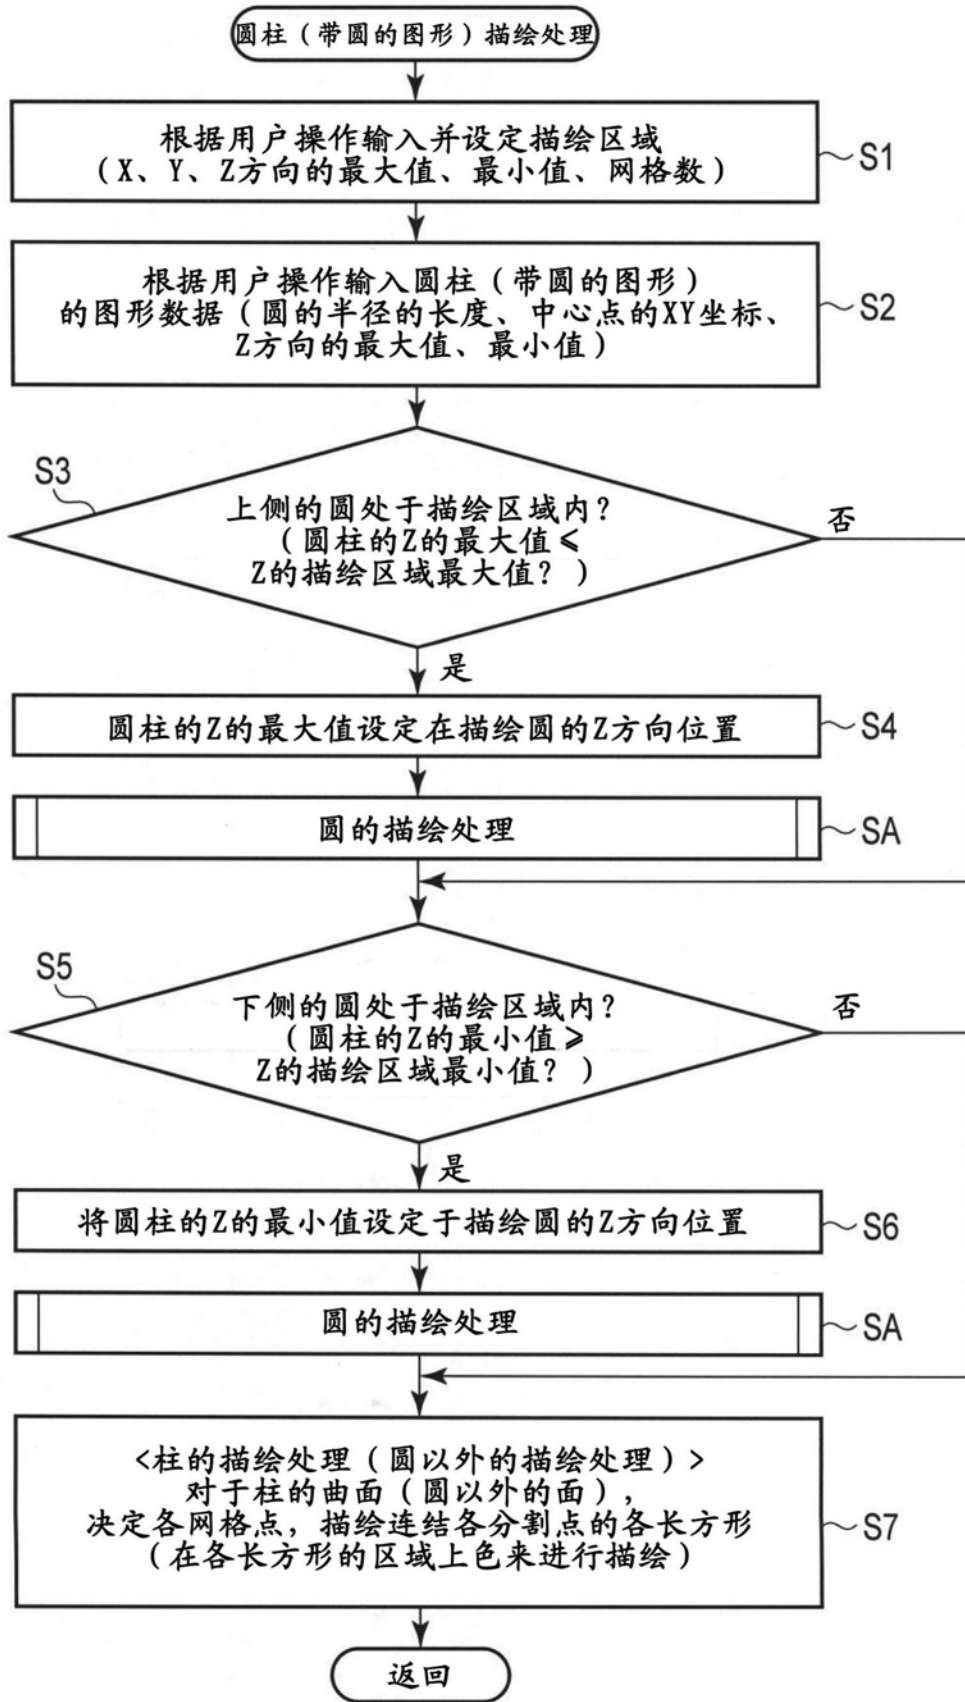 圆柱（带圆的图形）描绘处理
根据用户操作输入并设定描绘区域
（X、Y、Z方向的最大值、最小值、网格数）
S1
根据用户操作输入圆柱（带圆的图形）
的图形数据（圆的半径的长度、中心点的XY坐标、
Z方向的最大值、最小值）
S2
S3
上侧的圆处于描绘区域内?
（圆柱的Z的最大值≤
Z的描绘区域最大值?）
否
是
圆柱的Z的最大值设定在描绘圆的Z方向位置
S4
圆的描绘处理
SA
S5
下侧的圆处于描绘区域内?
（圆柱的Z的最小值≥
Z的描绘区域最小值?）
否
是
将圆柱的Z的最小值设定于描绘圆的Z方向位置
S6
圆的描绘处理
SA
<柱的描绘处理（圆以外的描绘处理）>
对于柱的曲面（圆以外的面），
决定各网格点，描绘连结各分割点的各长方形
（在各长方形的区域上色来进行描绘）
S7
返回